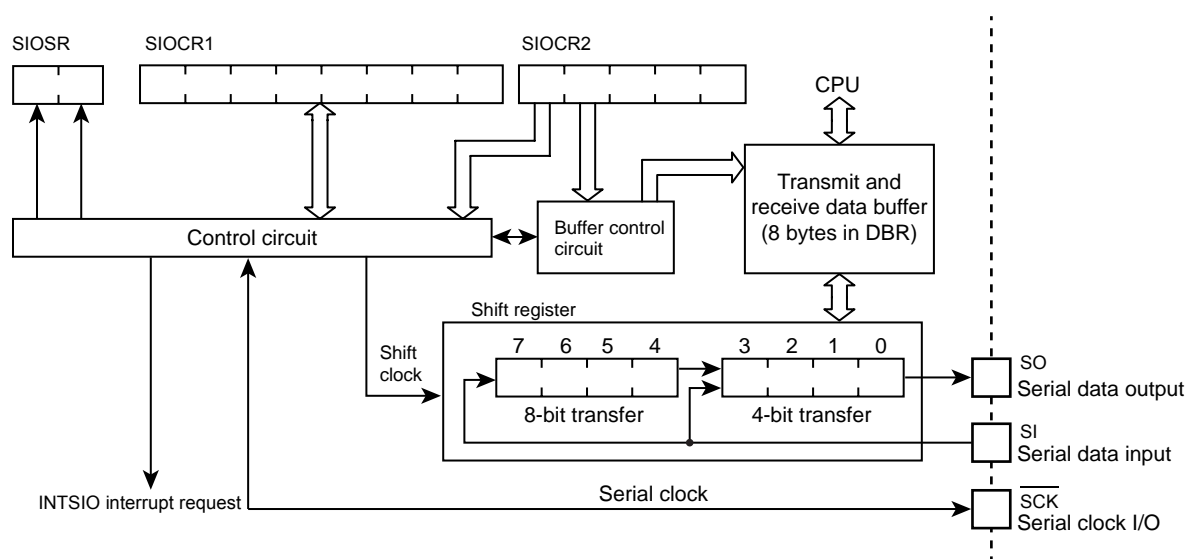 SIOSR
SIOCR1
SIOCR2
CPU
Transmit and
receive data buffer
(8 bytes in DBR)
Control circuit
Buffer control
circuit
Shift register
Shift
clock
7 6 5 4
3 2 1 0
8-bit transfer
4-bit transfer
SO
Serial data output
SI
Serial data input
INTSIO interrupt request
Serial clock
SCK
Serial clock I/O